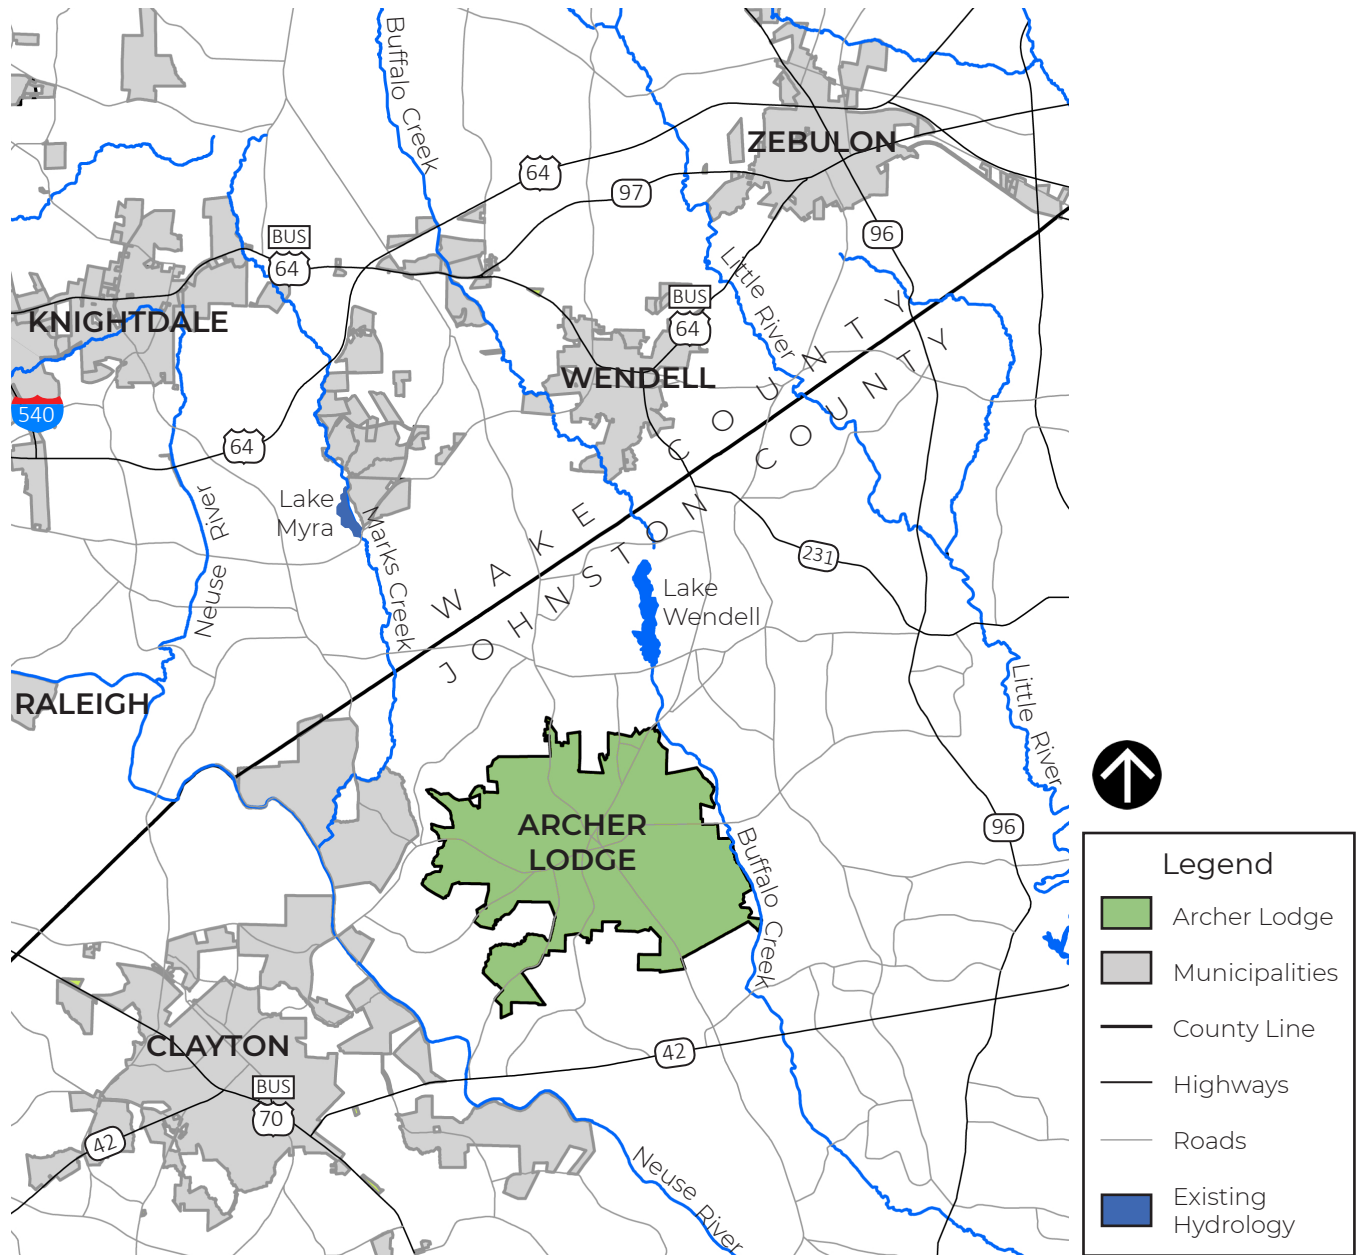 Buffalo Creek
ZEBULON
64
97
96
BUS
64
Little River
BUS
64
KNIGHTDALE
WENDELL
540
64
WAKE COUNTY
JOHNSTON COUNTY
Lake
Myra
Marks Creek
Neuse River
231
Lake
Wendell
RALEIGH
Little River
ARCHER
LODGE
96
Buffalo Creek
CLAYTON
42
BUS
70
42
Neuse River
Legend
Archer Lodge
Municipalities
County Line
Highways
Roads
Existing
Hydrology